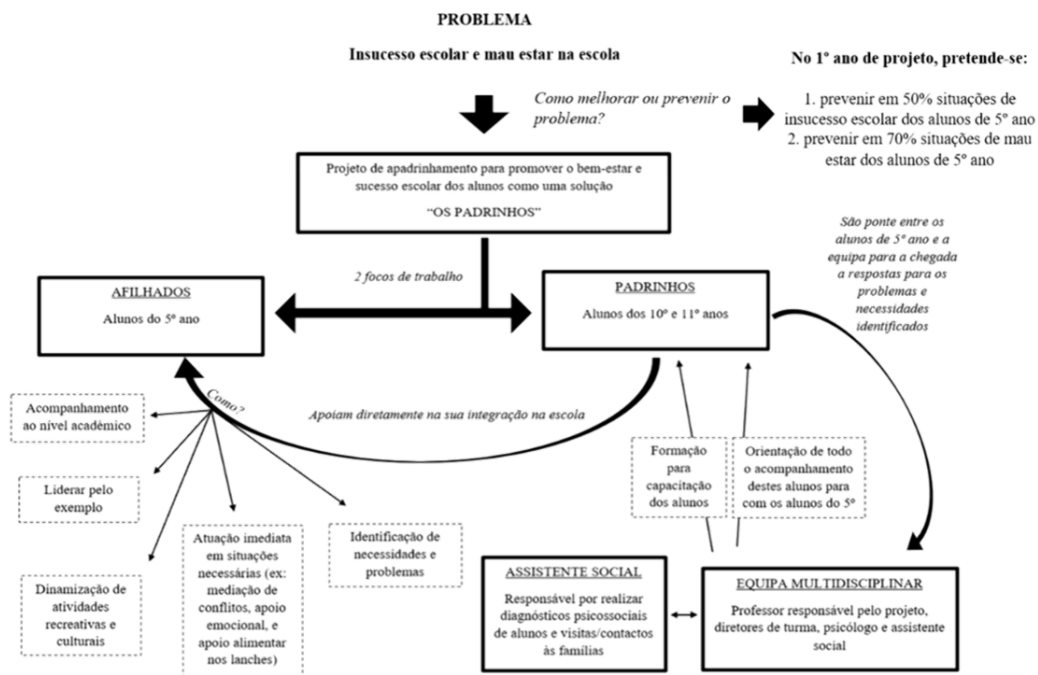 PROBLEMA
Insucesso escolar e mau estar na escola
No 1º ano de projeto, pretende-se:
1. prevenir em 50% situações de
insucesso escolar dos alunos de 5º ano
2. prevenir em 70% situações de mau
estar dos alunos de 5º ano
Como melhorar ou prevenir o
problema?
Projeto de apadrinhamento para promover o bem-estar e
sucesso escolar dos alunos como uma solução
“OS PADRINHOS”
São ponte entre os
alunos de 5º ano e a
equipa para a chegada
a respostas para os
problemas e
necessidades
identificados
2 focos de trabalho
AFILHADOS
Alunos do 5º ano
PADRINHOS
Alunos dos 10º e 11º anos
Como?
Apoiam diretamente na sua integração na escola
Acompanhamento
ao nível acadêmico
Liderar pelo
exemplo
Dinamização de
atividades
recreativas e
culturais
Atuação imediata
em situações
necessárias (ex:
mediação de
conflitos, apoio
emocional, e
apoio alimentar
nos lanches)
Identificação de
necessidades e
problemas
Formação
para
capacitação
dos alunos
Orientação de todo
o acompanhamento
destes alunos para
com os alunos do 5º
ASSISTENTE SOCIAL
Responsável por realizar
diagnósticos psicossociais
de alunos e visitas/contactos
às famílias
EQUIPA MULTIDISCIPLINAR
Professor responsável pelo projeto,
diretores de turma, psicólogo e assistente
social